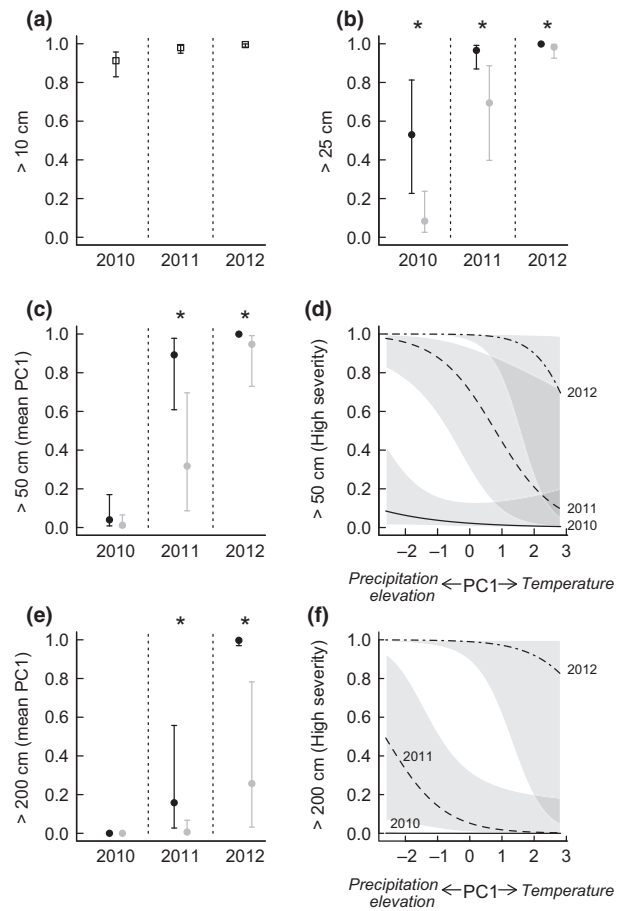 (a)
> 10 cm
1.0
0.8
0.6
0.4
0.2
0.0
2010 2011 2012
(b)
* * *
> 25 cm
1.0
0.8
0.6
0.4
0.2
0.0
2010 2011 2012
(c)
* *
> 50 cm (mean PC1)
1.0
0.8
0.6
0.4
0.2
0.0
2010 2011 2012
(d)
> 50 cm (High severity)
1.0
0.8
0.6
0.4
0.2
0.0
2012
2011
2010
−2 −1 0 1 2 3
Precipitation elevation ←PC1→ Temperature
(e)
* *
> 200 cm (mean PC1)
1.0
0.8
0.6
0.4
0.2
0.0
2010 2011 2012
(f)
> 200 cm (High severity)
1.0
0.8
0.6
0.4
0.2
0.0
2012
2011
2010
−2 −1 0 1 2 3
Precipitation elevation ←PC1→ Temperature